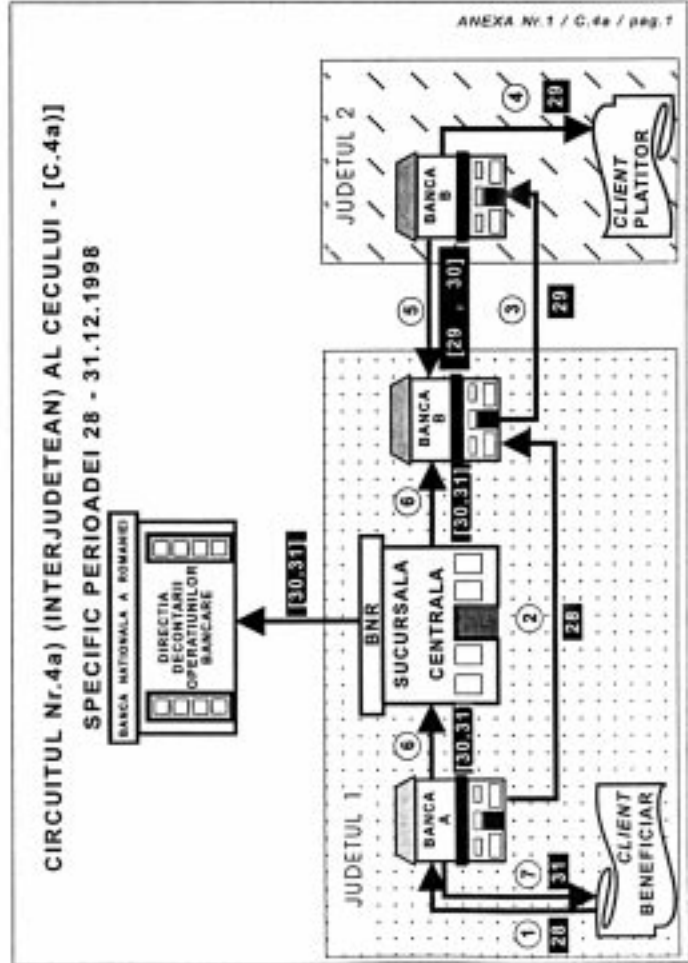 ANEXA Nr.1 / C.4a / pag.1
CIRCUITUL Nr.4a) (INTERJUDETEAN) AL CECULUI - [C.4a)]
SPECIFIC PERIOADEI 28 - 31.12.1998
BANCA NATIONALA A ROMANIEI
DIRECTIA
DECONTARII
OPERATIUNILOR
BANCARE
[30,31]
JUDETUL 1
BNR
SUCURSALA
CENTRALA
BANCA
A
6
[30,31]
6
[30,31]
BANCA
B
5
[29 , 30]
JUDETUL 2
BANCA
B
4
29
3
29
2
28
1
28
7
31
CLIENT
BENEFICIAR
CLIENT
PLATITOR